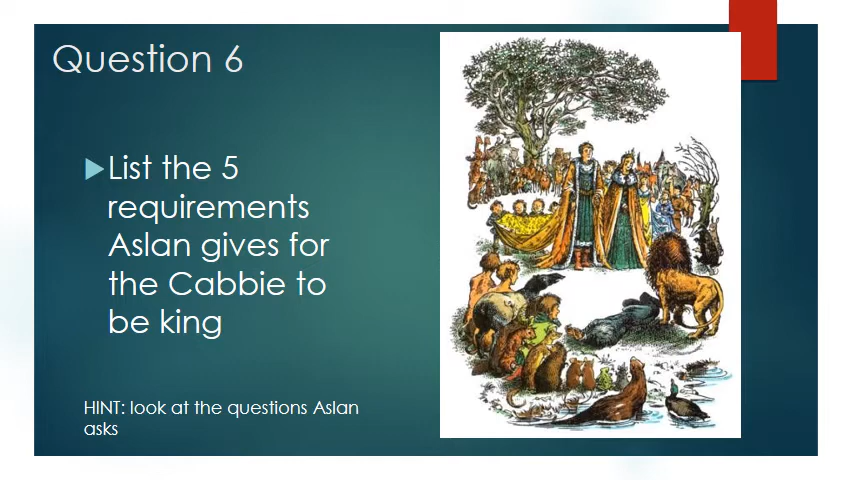 Question 6
List the 5
requirements
Aslan gives for
the Cabbie to
be king
HINT: look at the questions Aslan
asks